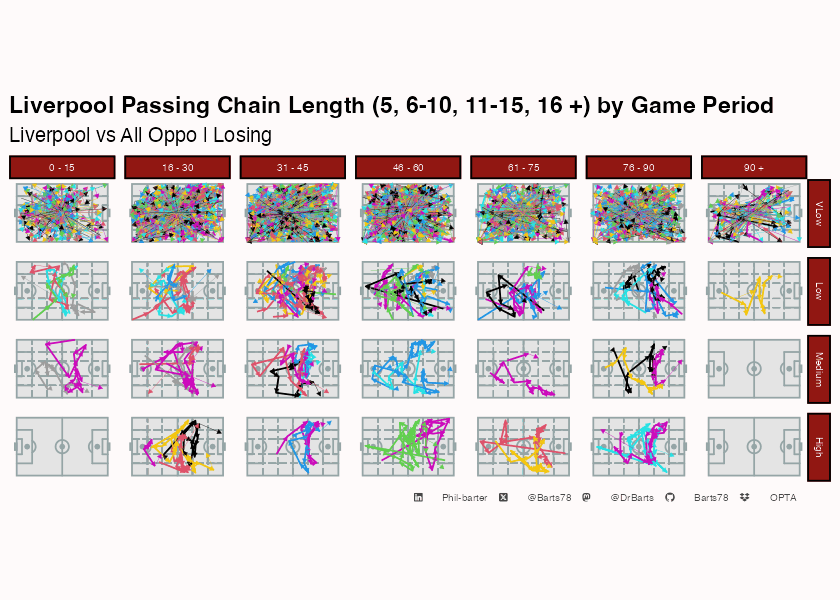 Liverpool Passing Chain Length (5, 6-10, 11-15, 16 +) by Game Period
Liverpool vs All Oppo | Losing
0 - 15 16 - 30 31 - 45 46 - 60 61 - 75 76 - 90 90 +
V.Low
Low
Medium
High
Phil-barter @Barts78 @DrBarts Barts78 OPTA